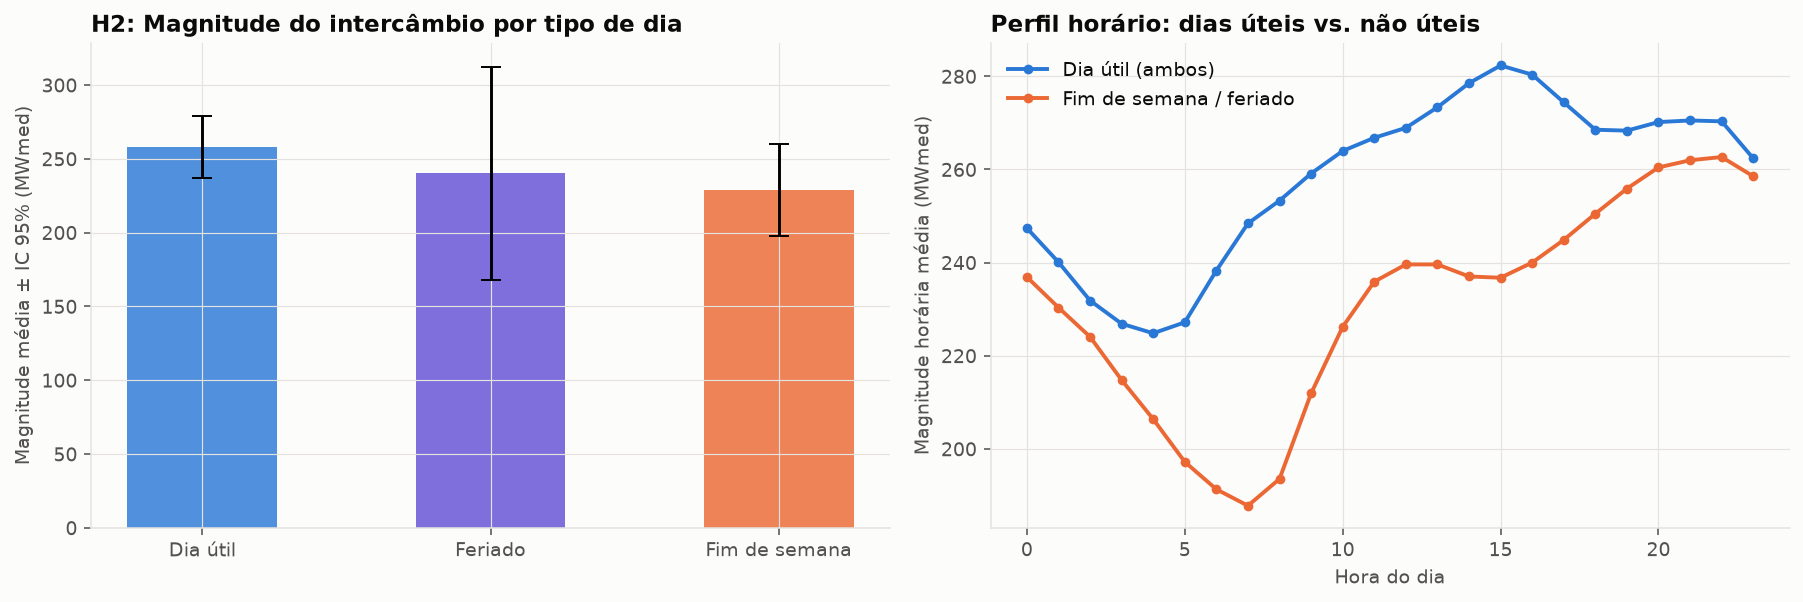 H2: Magnitude do intercâmbio por tipo de dia
Magnitude média ± IC 95% (MWmed)
300
250
200
150
100
50
0
Dia útil
Feriado
Fim de semana
Perfil horário: dias úteis vs. não úteis
Dia útil (ambos)
Fim de semana / feriado
Magnitude horária média (MWmed)
280
260
240
220
200
0
5
10
15
20
Hora do dia